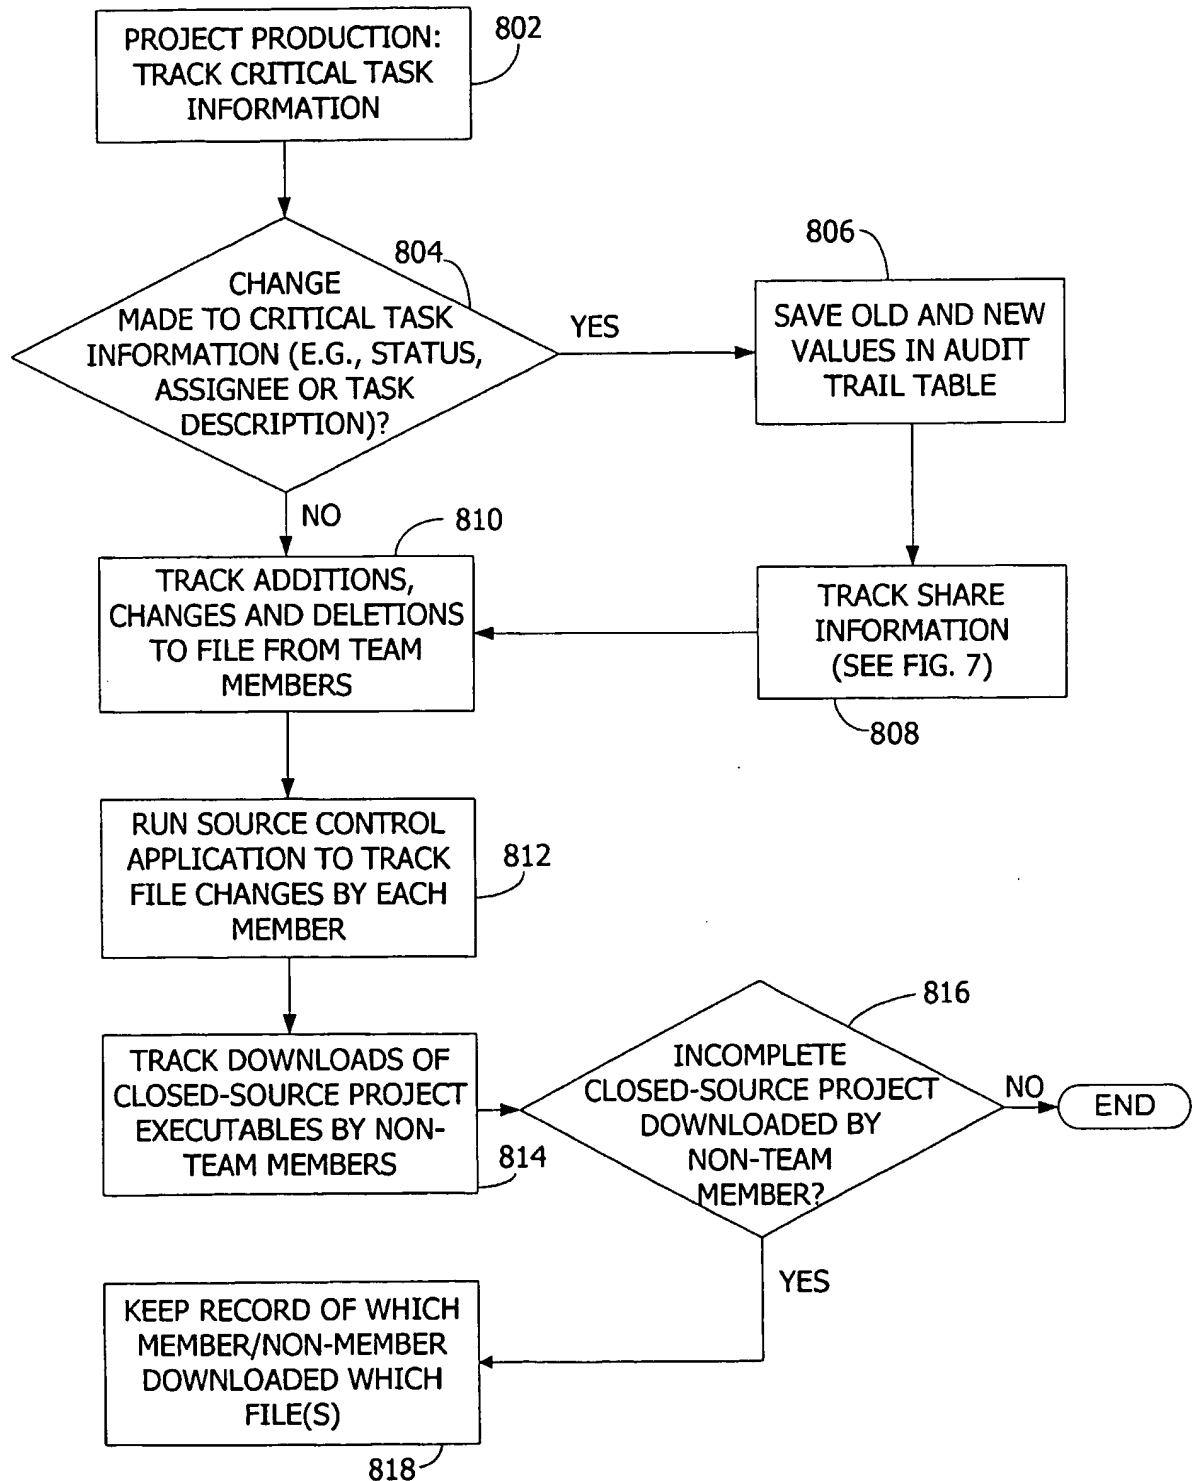 PROJECT PRODUCTION:
TRACK CRITICAL TASK
INFORMATION
802
804
CHANGE
MADE TO CRITICAL TASK
INFORMATION (E.G., STATUS,
ASSIGNEE OR TASK
DESCRIPTION)?
YES
806
SAVE OLD AND NEW
VALUES IN AUDIT
TRAIL TABLE
NO
810
TRACK ADDITIONS,
CHANGES AND DELETIONS
TO FILE FROM TEAM
MEMBERS
TRACK SHARE
INFORMATION
(SEE FIG. 7)
808
RUN SOURCE CONTROL
APPLICATION TO TRACK
FILE CHANGES BY EACH
MEMBER
812
TRACK DOWNLOADS OF
CLOSED-SOURCE PROJECT
EXECUTABLES BY NON-
TEAM MEMBERS
814
816
INCOMPLETE
CLOSED-SOURCE PROJECT
DOWNLOADED BY
NON-TEAM
MEMBER?
NO
END
YES
KEEP RECORD OF WHICH
MEMBER/NON-MEMBER
DOWNLOADED WHICH
FILE(S)
818